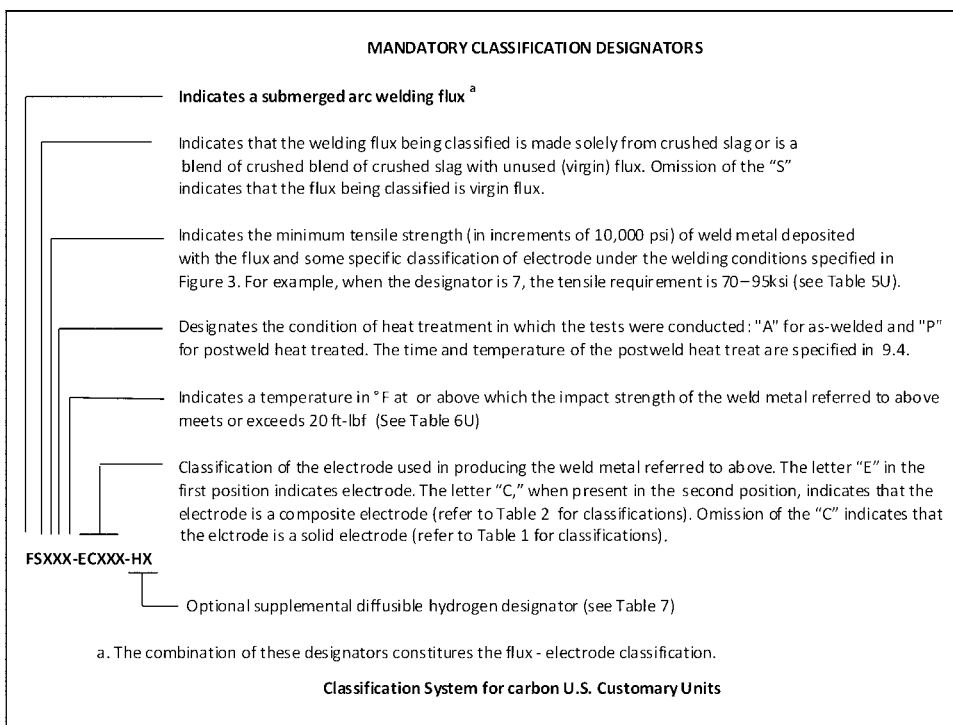 MANDATORY CLASSIFICATION DESIGNATORS
Indicates a submerged arc welding flux a
Indicates that the welding flux being classified is made solely from crushed slag or is a
blend of crushed blend of crushed slag with unused (virgin) flux. Omission of the “S”
indicates that the flux being classified is virgin flux.
Indicates the minimum tensile strength (in increments of 10,000 psi) of weld metal deposited
with the flux and some specific classification of electrode under the welding conditions specified in
Figure 3. For example, when the designator is 7, the tensile requirement is 70–95ksi (see Table 5U).
Designates the condition of heat treatment in which the tests were conducted: "A" for as-welded and "P"
for postweld heat treated. The time and temperature of the postweld heat treat are specified in 9.4.
Indicates a temperature in °F at or above which the impact strength of the weld metal referred to above
meets or exceeds 20 ft-lbf (See Table 6U)
Classification of the electrode used in producing the weld metal referred to above. The letter “E” in the
first position indicates electrode. The letter “C,” when present in the second position, indicates that the
electrode is a composite electrode (refer to Table 2 for classifications). Omission of the “C” indicates that
the elctrode is a solid electrode (refer to Table 1 for classifications).
FSXXX-ECXXX-HX
Optional supplemental diffusible hydrogen designator (see Table 7)
a. The combination of these designators constitures the flux - electrode classification.
Classification System for carbon U.S. Customary Units